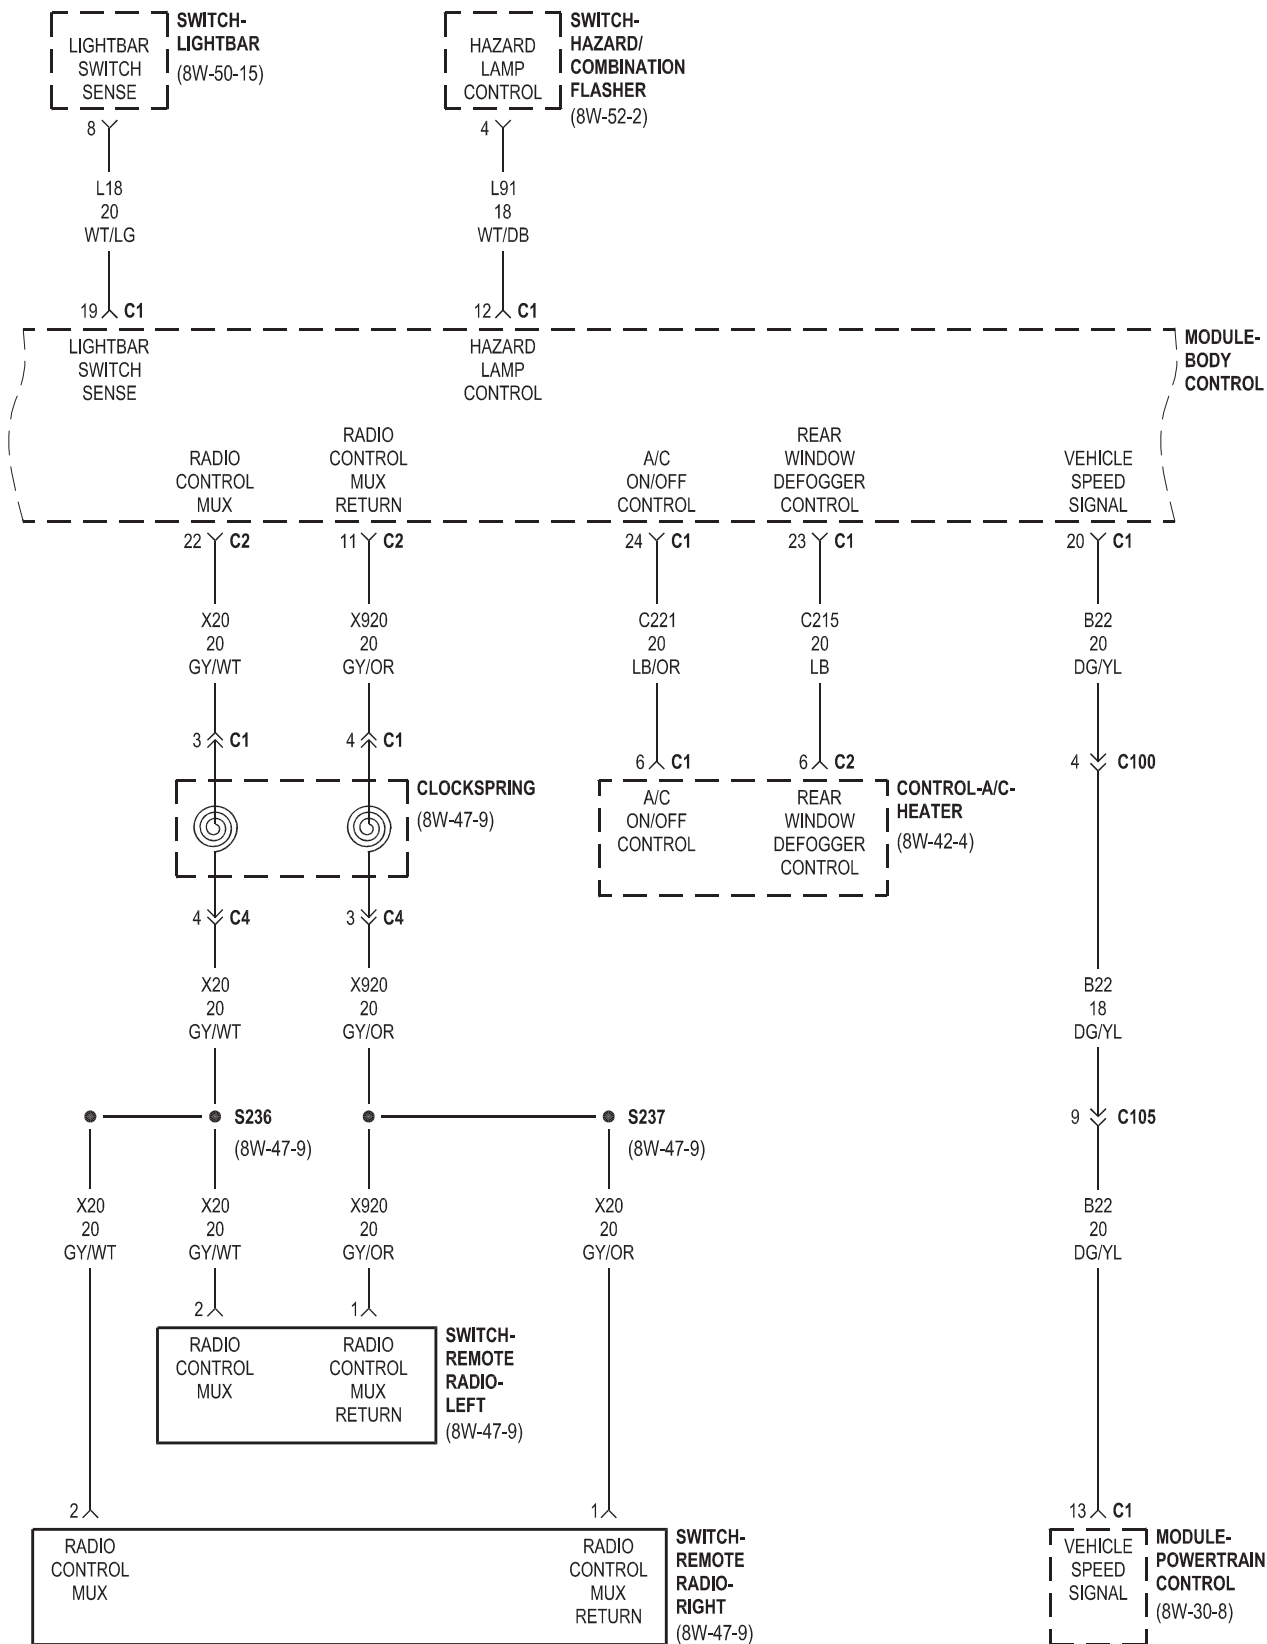 LIGHTBAR
SWITCH
SENSE
SWITCH-
LIGHTBAR
(8W-50-15)
HAZARD
LAMP
CONTROL
SWITCH-
HAZARD/
COMBINATION
FLASHER
(8W-52-2)
8
4
L18
20
WT/LG
L91
18
WT/DB
19 C1
12 C1
LIGHTBAR
SWITCH
SENSE
HAZARD
LAMP
CONTROL
MODULE-
BODY
CONTROL
RADIO
CONTROL
MUX
RADIO
CONTROL
MUX
RETURN
A/C
ON/OFF
CONTROL
REAR
WINDOW
DEFOGGER
CONTROL
VEHICLE
SPEED
SIGNAL
22 C2
11 C2
24 C1
23 C1
20 C1
X20
20
GY/WT
X920
20
GY/OR
C221
20
LB/OR
C215
20
LB
B22
20
DG/YL
3 C1
4 C1
6 C1
6 C2
4 C100
CLOCKSPRING
(8W-47-9)
A/C
ON/OFF
CONTROL
REAR
WINDOW
DEFOGGER
CONTROL
CONTROL-A/C-
HEATER
(8W-42-4)
4 C4
3 C4
X20
20
GY/WT
X920
20
GY/OR
B22
18
DG/YL
S236
(8W-47-9)
S237
(8W-47-9)
9 C105
X20
20
GY/WT
X20
20
GY/WT
X920
20
GY/OR
X20
20
GY/OR
B22
20
DG/YL
2
1
RADIO
CONTROL
MUX
RADIO
CONTROL
MUX
RETURN
SWITCH-
REMOTE
RADIO-
LEFT
(8W-47-9)
2
1
13 C1
RADIO
CONTROL
MUX
RADIO
CONTROL
MUX
RETURN
SWITCH-
REMOTE
RADIO-
RIGHT
(8W-47-9)
VEHICLE
SPEED
SIGNAL
MODULE-
POWERTRAIN
CONTROL
(8W-30-8)